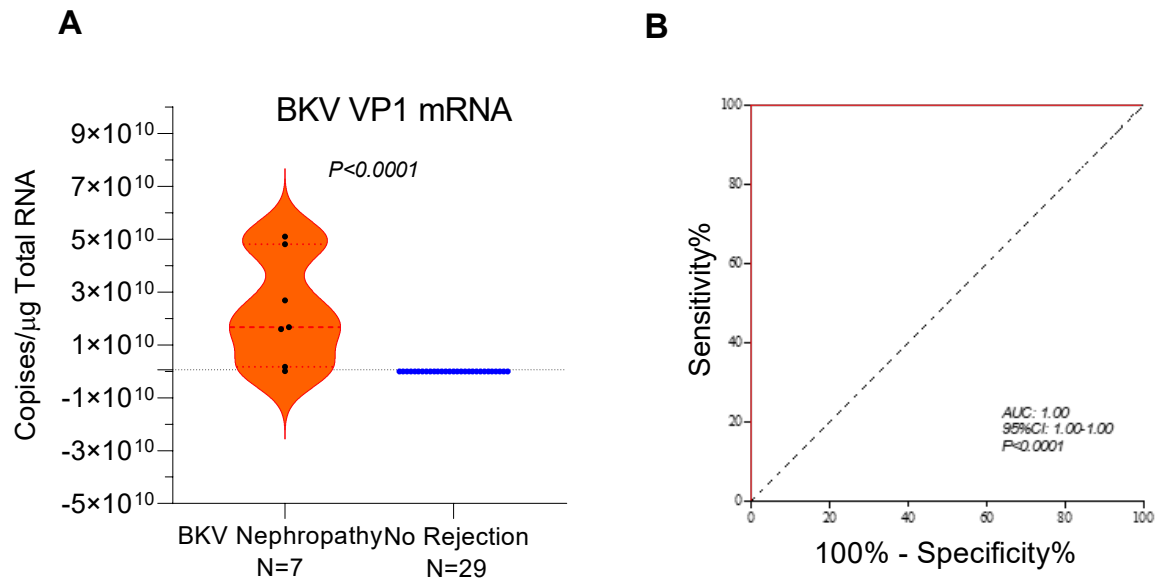 A
BKV VP1 mRNA
P<0.0001
Copises/µg Total RNA
9×10¹⁰
7×10¹⁰
5×10¹⁰
3×10¹⁰
1×10¹⁰
-1×10¹⁰
-3×10¹⁰
-5×10¹⁰
BKV Nephropathy
N=7
No Rejection
N=29
B
Sensitivity%
100
80
60
40
20
0
AUC: 1.00
95%CI: 1.00-1.00
P<0.0001
0 20 40 60 80 100
100% - Specificity%